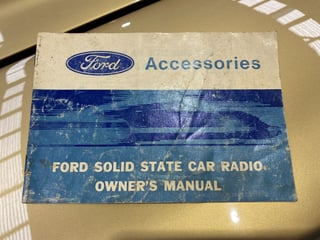 Ford Accessories
FORD SOLID STATE CAR RADIO
OWNER'S MANUAL